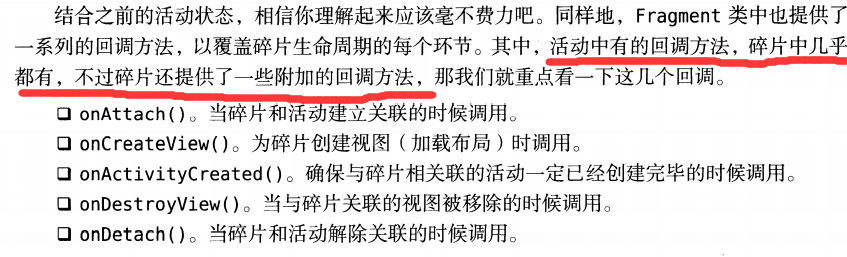 结合之前的活动状态，相信你理解起来应该毫不费力吧。同样地，Fragment 类中也提供了
一系列的回调方法，以覆盖碎片生命周期的每个环节。其中，活动中有的回调方法，碎片中几乎
都有，不过碎片还提供了一些附加的回调方法，那我们就重点看一下这几个回调。
❑ onAttach()。当碎片和活动建立关联的时候调用。
❑ onCreateView()。为碎片创建视图（加载布局）时调用。
❑ onActivityCreated()。确保与碎片相关联的活动一定已经创建完毕的时候调用。
❑ onDestroyView()。当与碎片关联的视图被移除的时候调用。
❑ onDetach()。当碎片和活动解除关联的时候调用。